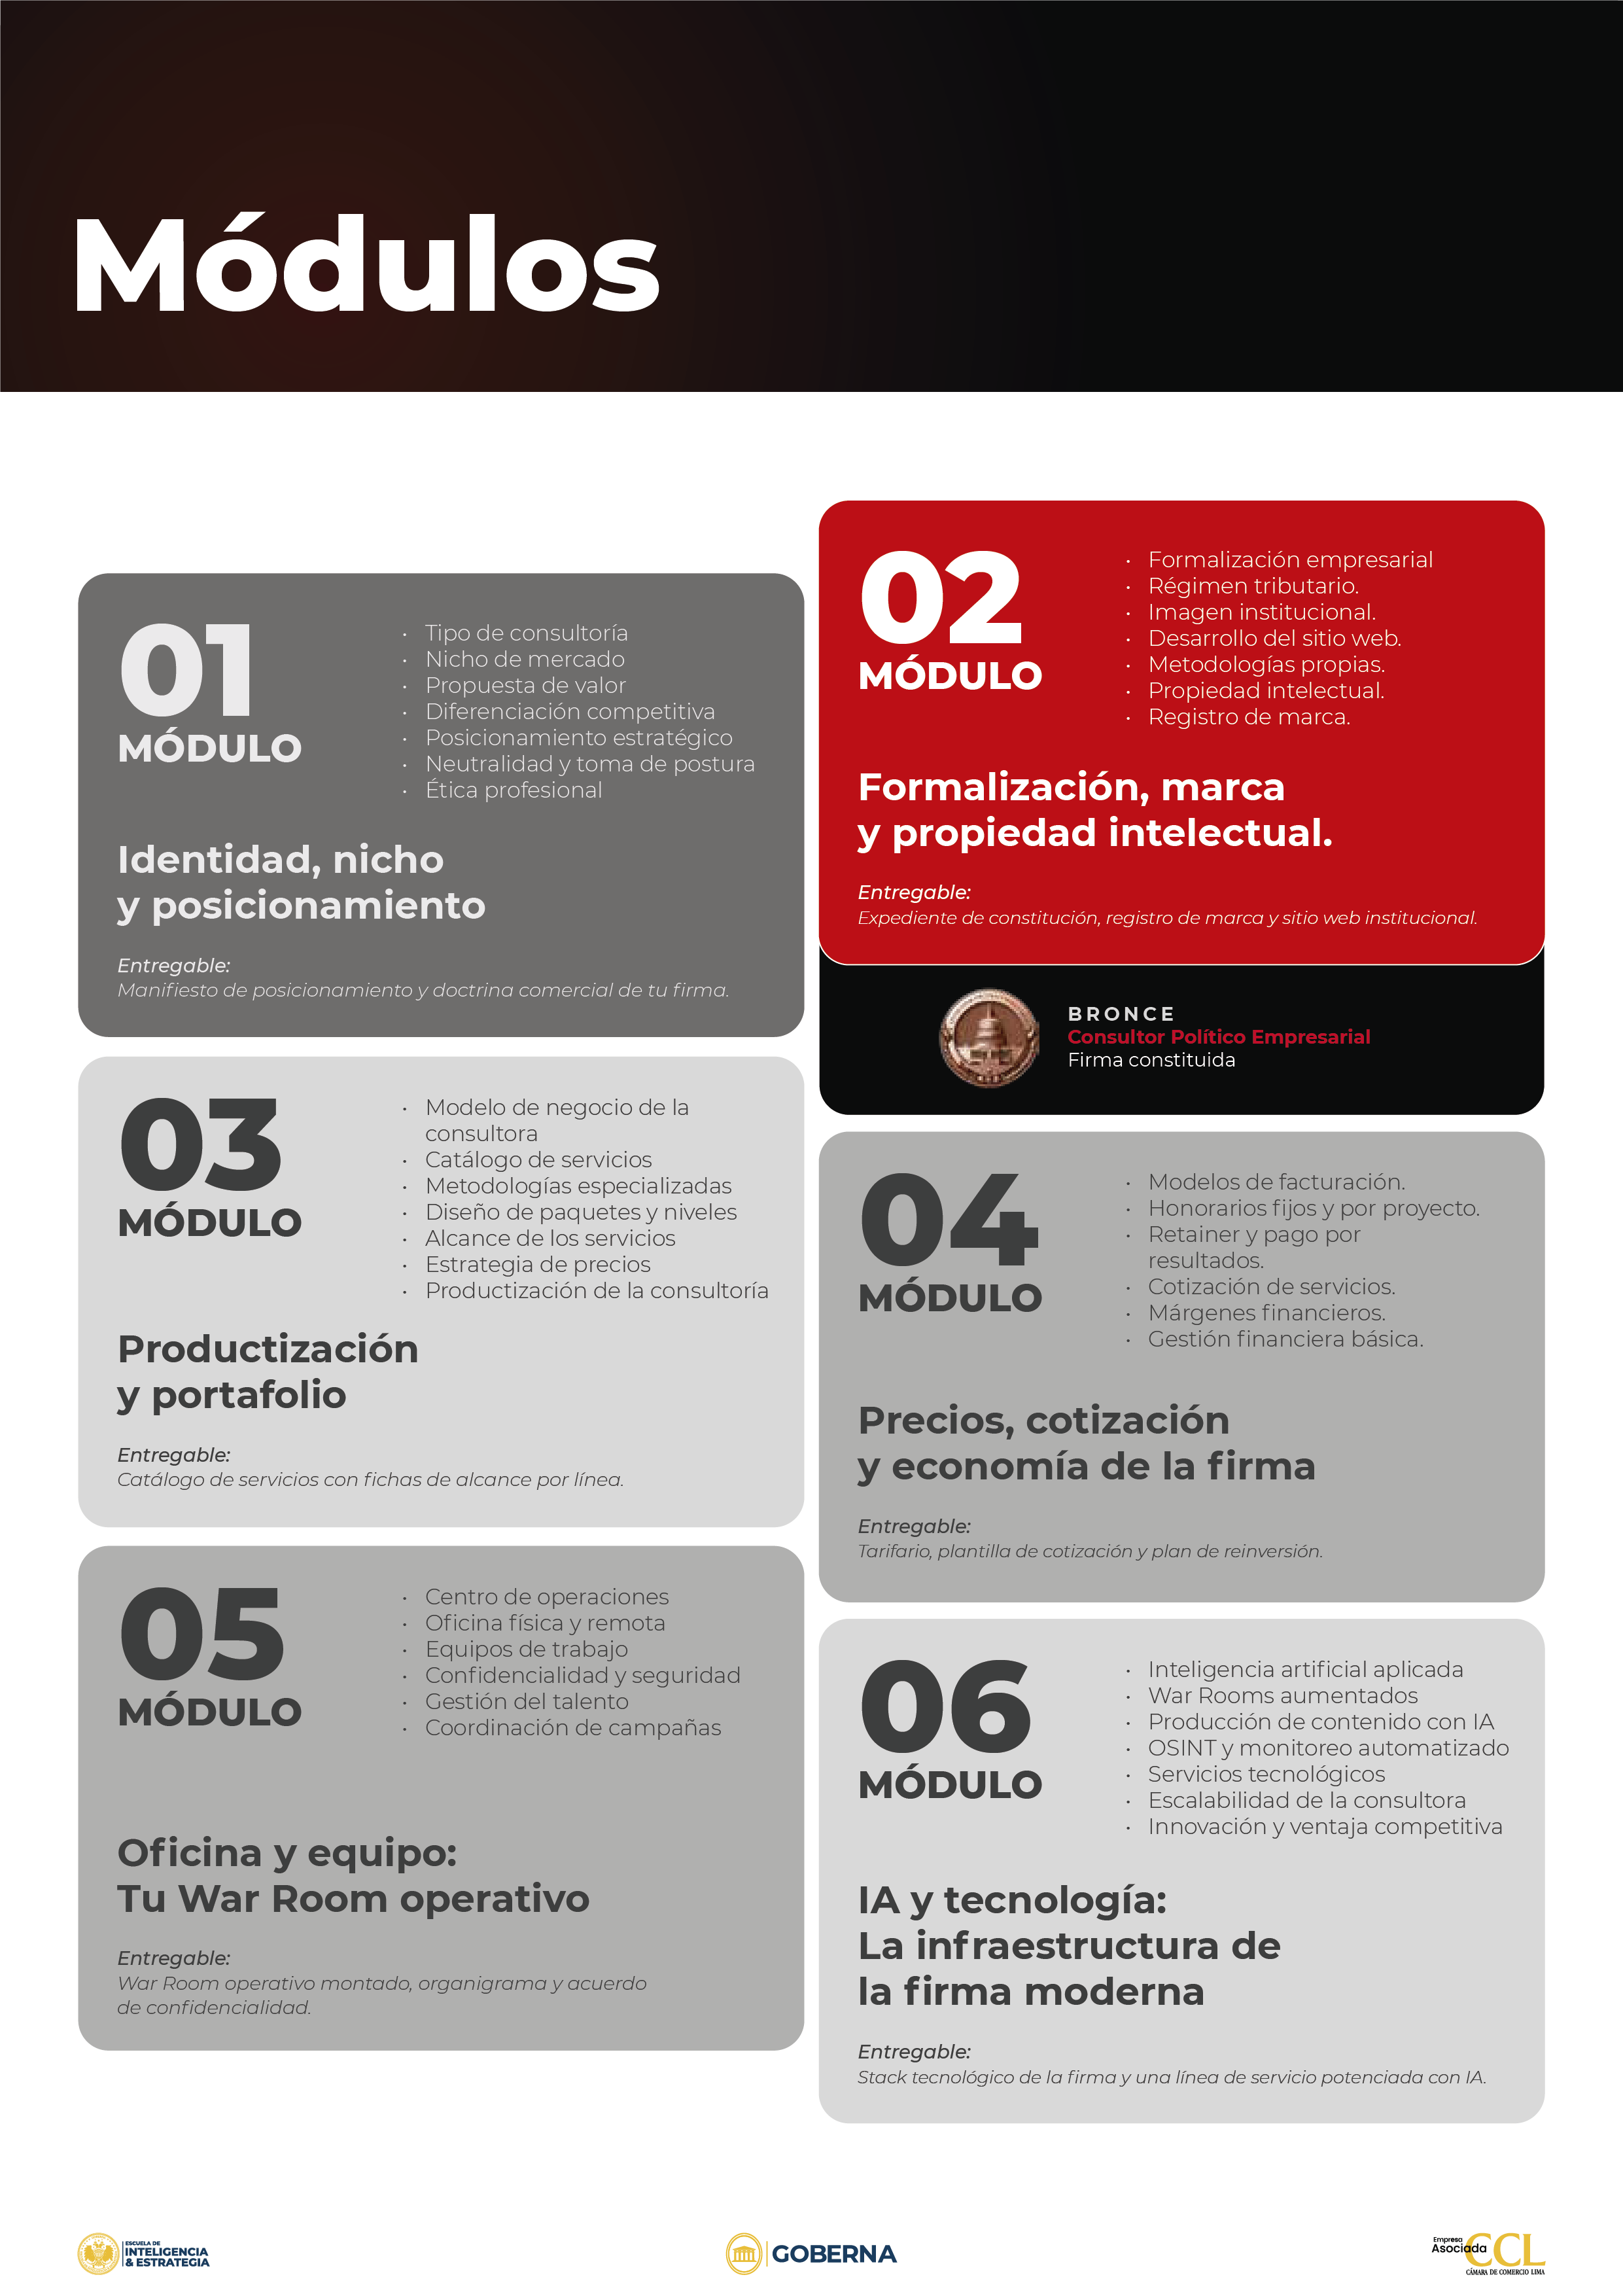 Módulos
01
MÓDULO
· Tipo de consultoría
· Nicho de mercado
· Propuesta de valor
· Diferenciación competitiva
· Posicionamiento estratégico
· Neutralidad y toma de postura
· Ética profesional
Identidad, nicho
y posicionamiento
Entregable:
Manifiesto de posicionamiento y doctrina comercial de tu firma.
02
MÓDULO
· Formalización empresarial
· Régimen tributario.
· Imagen institucional.
· Desarrollo del sitio web.
· Metodologías propias.
· Propiedad intelectual.
· Registro de marca.
Formalización, marca
y propiedad intelectual.
Entregable:
Expediente de constitución, registro de marca y sitio web institucional.
BRONCE
Consultor Político Empresarial
Firma constituida
03
MÓDULO
· Modelo de negocio de la
consultora
· Catálogo de servicios
· Metodologías especializadas
· Diseño de paquetes y niveles
· Alcance de los servicios
· Estrategia de precios
· Productización de la consultoría
Productización
y portafolio
Entregable:
Catálogo de servicios con fichas de alcance por línea.
04
MÓDULO
· Modelos de facturación.
· Honorarios fijos y por proyecto.
· Retainer y pago por
resultados.
· Cotización de servicios.
· Márgenes financieros.
· Gestión financiera básica.
Precios, cotización
y economía de la firma
Entregable:
Tarifario, plantilla de cotización y plan de reinversión.
05
MÓDULO
· Centro de operaciones
· Oficina física y remota
· Equipos de trabajo
· Confidencialidad y seguridad
· Gestión del talento
· Coordinación de campañas
Oficina y equipo:
Tu War Room operativo
Entregable:
War Room operativo montado, organigrama y acuerdo
de confidencialidad.
06
MÓDULO
· Inteligencia artificial aplicada
· War Rooms aumentados
· Producción de contenido con IA
· OSINT y monitoreo automatizado
· Servicios tecnológicos
· Escalabilidad de la consultora
· Innovación y ventaja competitiva
IA y tecnología:
La infraestructura de
la firma moderna
Entregable:
Stack tecnológico de la firma y una línea de servicio potenciada con IA.
ESCUELA DE
INTELIGENCIA
& ESTRATEGIA
GOBERNA
Empresa
Asociada
CCL
CÁMARA DE COMERCIO LIMA